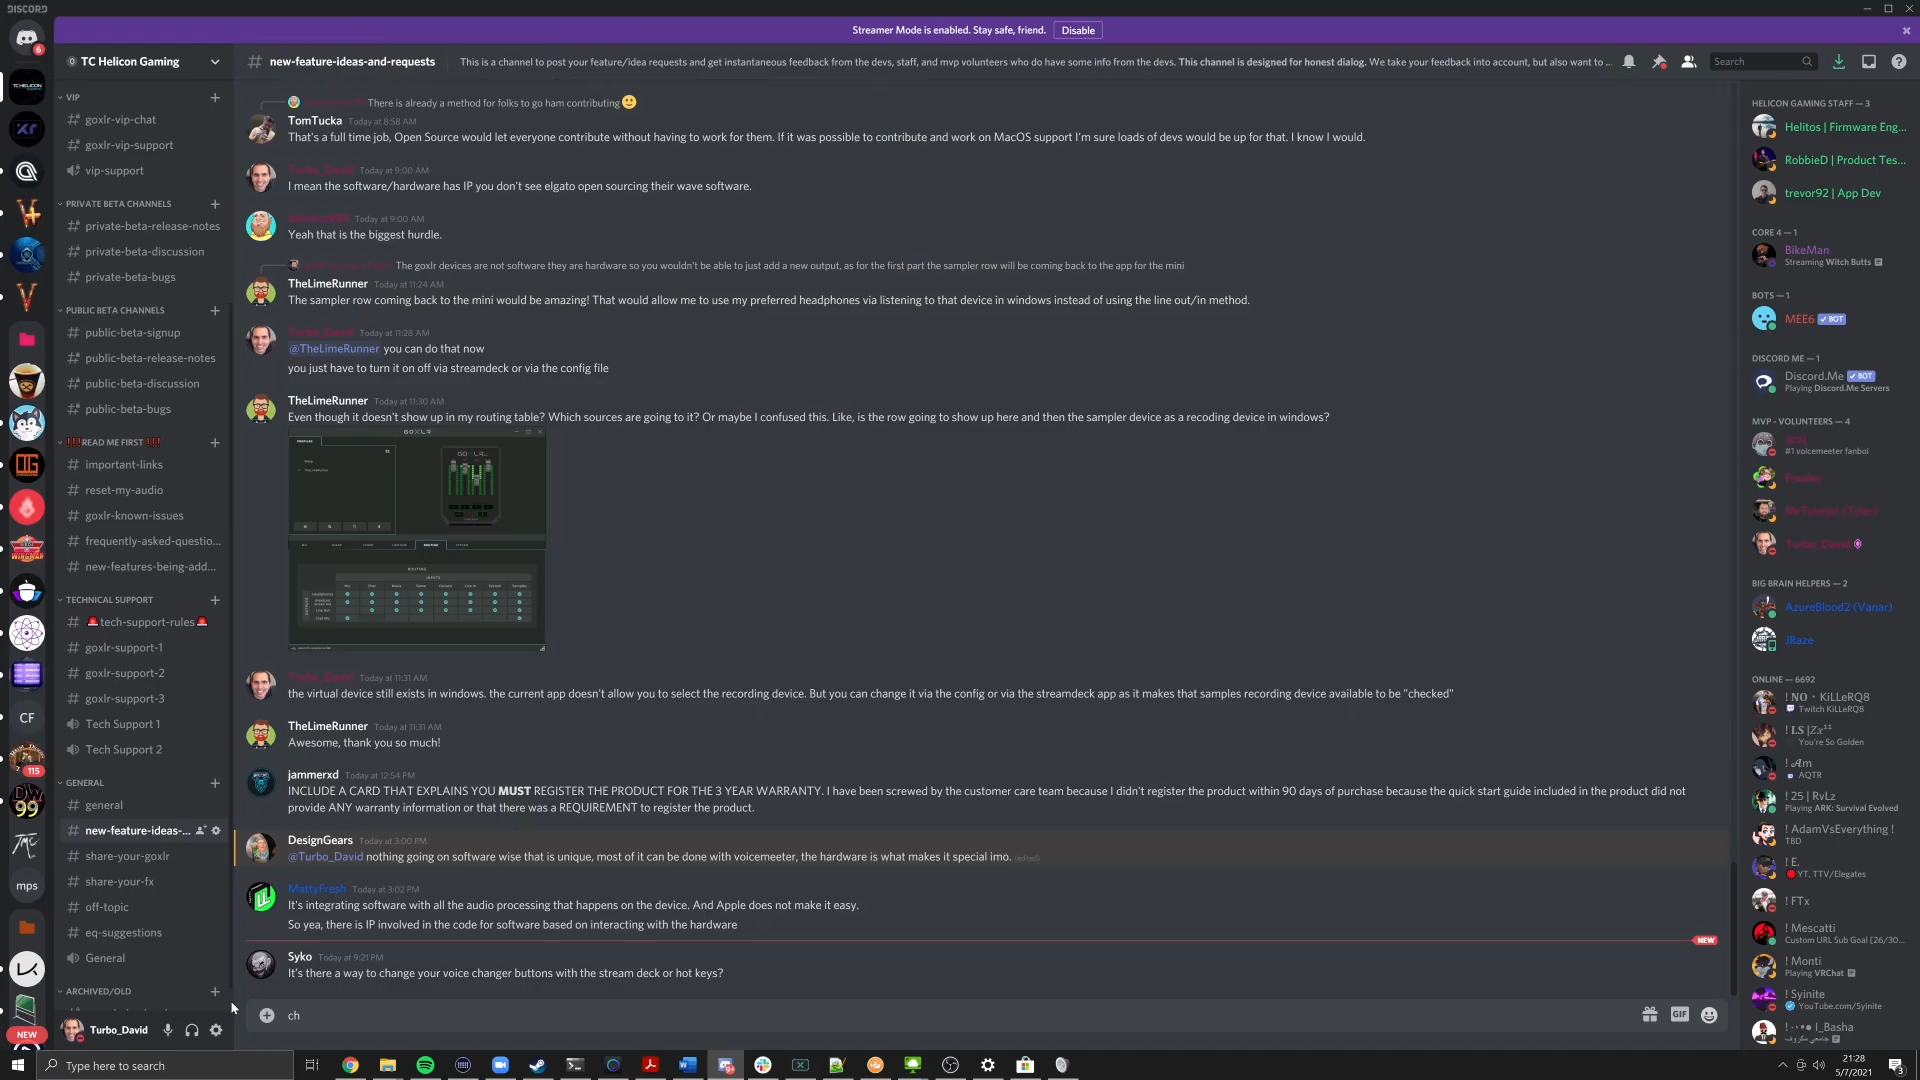 DISCORD
Streamer Mode is enabled. Stay safe, friend. Disable
TC Helicon Gaming
new-feature-ideas-and-requests
This is a channel to post your feature/idea requests and get instantaneous feedback from the devs, staff, and mvp volunteers who do have some info from the devs. This channel is designed for honest dialog. We take your feedback into account, but also want to ...
Search
6
VIP
goxlr-vip-chat
goxlr-vip-support
vip-support
PRIVATE BETA CHANNELS
private-beta-release-notes
private-beta-discussion
private-beta-bugs
PUBLIC BETA CHANNELS
public-beta-signup
public-beta-release-notes
public-beta-discussion
public-beta-bugs
READ ME FIRST
important-links
reset-my-audio
goxlr-known-issues
frequently-asked-questio...
new-features-being-add...
TECHNICAL SUPPORT
tech-support-rules
goxlr-support-1
goxlr-support-2
goxlr-support-3
Tech Support 1
Tech Support 2
GENERAL
general
new-feature-ideas-...
share-your-goxlr
share-your-fx
off-topic
eq-suggestions
General
ARCHIVED/OLD
CF
115
DW
99
mps
NEW
Turbo_David
There is already a method for folks to go ham contributing
TomTucka Today at 8:58 AM
That's a full time job, Open Source would let everyone contribute without having to work for them. If it was possible to contribute and work on MacOS support I'm sure loads of devs would be up for that. I know I would.
Turbo_David Today at 9:00 AM
I mean the software/hardware has IP you don't see elgato open sourcing their wave software.
Today at 9:00 AM
Yeah that is the biggest hurdle.
The goxlr devices are not software they are hardware so you wouldn't be able to just add a new output, as for the first part the sampler row will be coming back to the app for the mini
TheLimeRunner Today at 11:24 AM
The sampler row coming back to the mini would be amazing! That would allow me to use my preferred headphones via listening to that device in windows instead of using the line out/in method.
Turbo_David Today at 11:28 AM
@TheLimeRunner you can do that now
you just have to turn it on off via streamdeck or via the config file
TheLimeRunner Today at 11:30 AM
Even though it doesn't show up in my routing table? Which sources are going to it? Or maybe I confused this. Like, is the row going to show up here and then the sampler device as a recoding device in windows?
ROUTING
INPUTS
Turbo_David Today at 11:31 AM
the virtual device still exists in windows. the current app doesn't allow you to select the recording device. But you can change it via the config or via the streamdeck app as it makes that samples recording device available to be "checked"
TheLimeRunner Today at 11:31 AM
Awesome, thank you so much!
jammerxd Today at 12:54 PM
INCLUDE A CARD THAT EXPLAINS YOU MUST REGISTER THE PRODUCT FOR THE 3 YEAR WARRANTY. I have been screwed by the customer care team because I didn't register the product within 90 days of purchase because the quick start guide included in the product did not
provide ANY warranty information or that there was a REQUIREMENT to register the product.
DesignGears Today at 3:00 PM
@Turbo_David nothing going on software wise that is unique, most of it can be done with voicemeeter, the hardware is what makes it special imo. (edited)
MattyFresh Today at 3:02 PM
It's integrating software with all the audio processing that happens on the device. And Apple does not make it easy.
So yea, there is IP involved in the code for software based on interacting with the hardware
NEW
Syko Today at 9:21 PM
It's there a way to change your voice changer buttons with the stream deck or hot keys?
ch
GIF
HELICON GAMING STAFF — 3
Helitos | Firmware Eng...
RobbieD | Product Tes...
trevor92 | App Dev
CORE 4 — 1
BikeMan
Streaming Witch Butts
BOTS — 1
MEE6 BOT
DISCORD ME — 1
Discord.Me BOT
Playing Discord.Me Servers
MVP - VOLUNTEERS — 4
#1 voicemeeter fanboi
Turbo_David
BIG BRAIN HELPERS — 2
AzureBlood2 (Vanar)
JRaze
ONLINE — 6692
! NO · KiLLeRQ8
Twitch KiLLeRQ8
! LS |Zx¹¹
You're So Golden
! Am
AQTR
! 25 | RvLz
Playing ARK: Survival Evolved
! AdamVsEverything !
TBD
! E.
YT, TTV/Elegates
! FTx
! Mescatti
Custom URL Sub Goal [26/30...
! Monti
Playing VRChat
! Syinite
YouTube.com/Syinite
I_Basha
Type here to search
21:28
5/7/2021
3